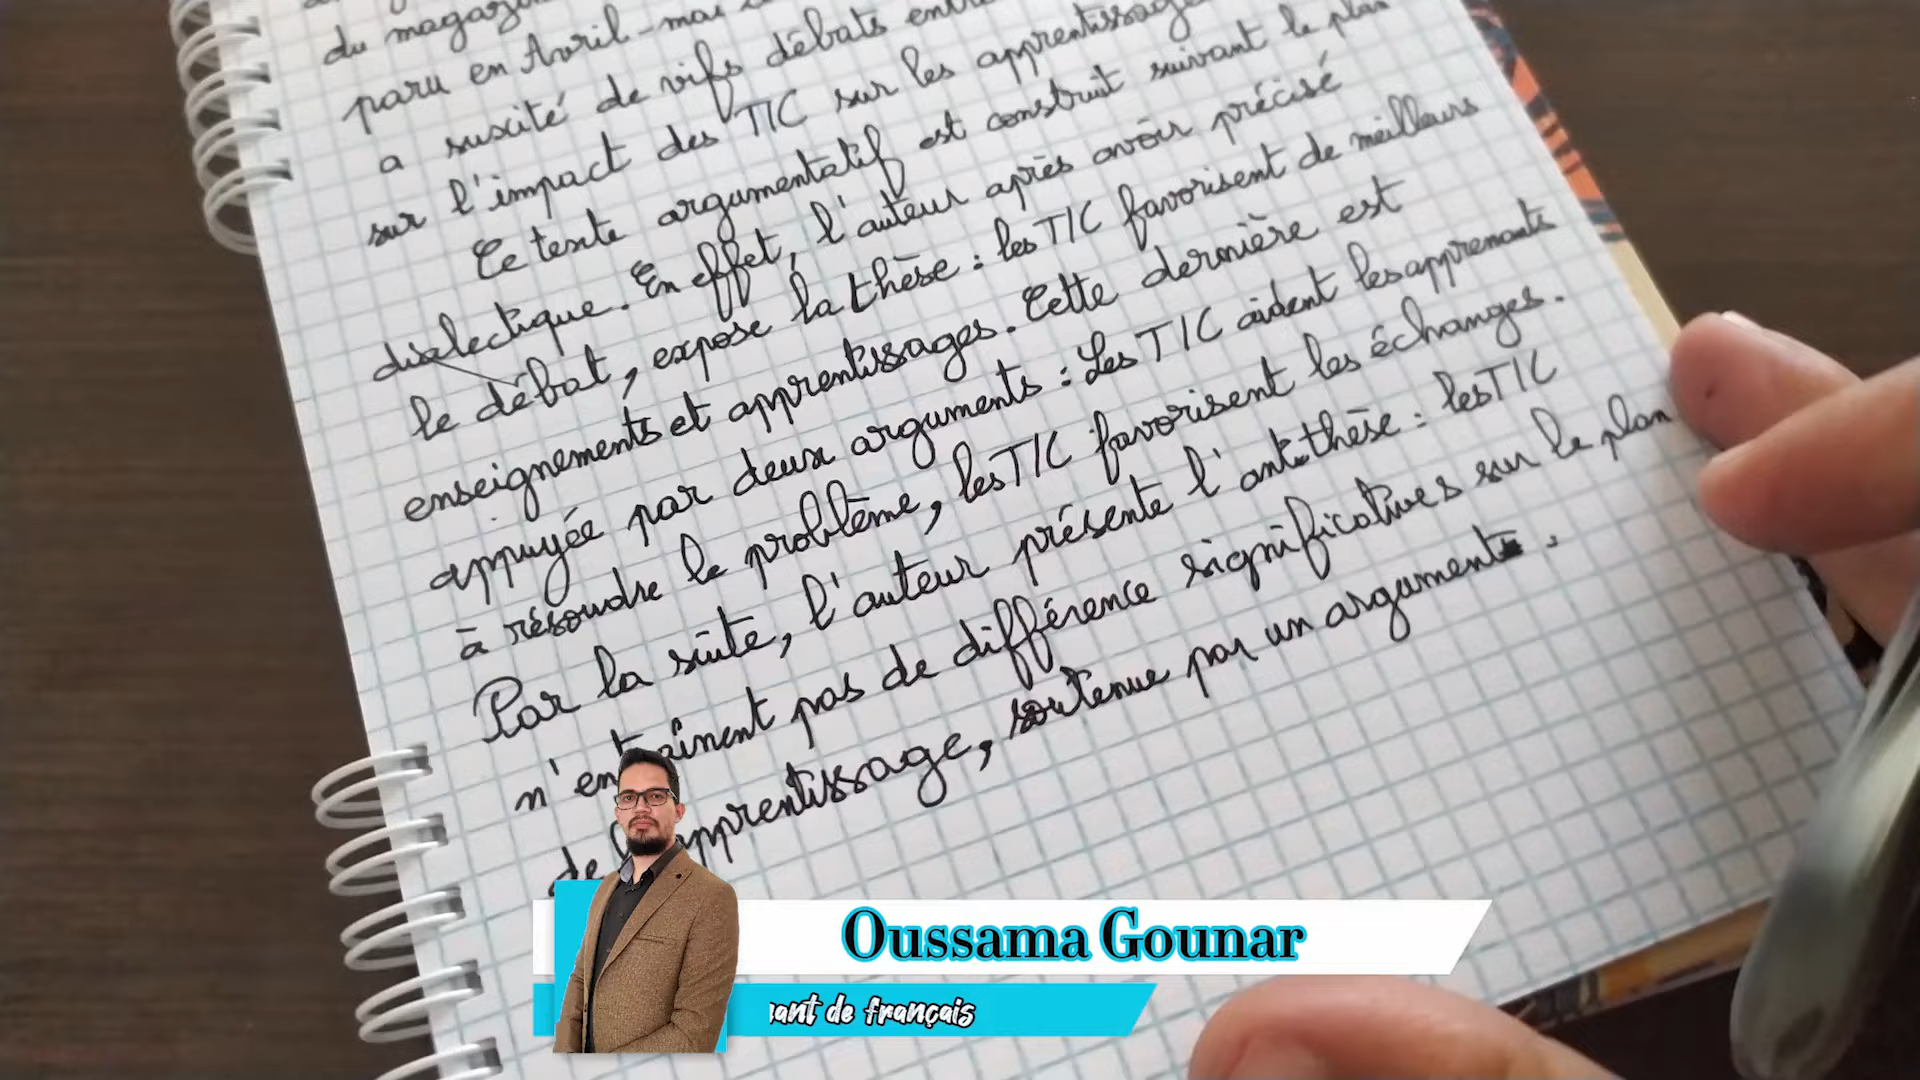 du magazine
paru en Avril-mai
a suscité de vifs débats entre
sur l'impact des TIC sur les apprentissages
Ce texte argumentatif est construit suivant le plan
dialectique. En effet, l'auteur après avoir précisé
le débat, expose la thèse : les TIC favorisent de meilleurs
enseignements et apprentissages. Cette dernière est
appuyée par deux arguments : Les TIC aident les apprenants
à résoudre le problème, les TIC favorisent les échanges.
Par la suite, l'auteur présente l'antithèse : les TIC
n'entraînent pas de différence significatives sur le plan
de l'apprentissage, soutenue par un argument.
Oussama Gounar
ant de français